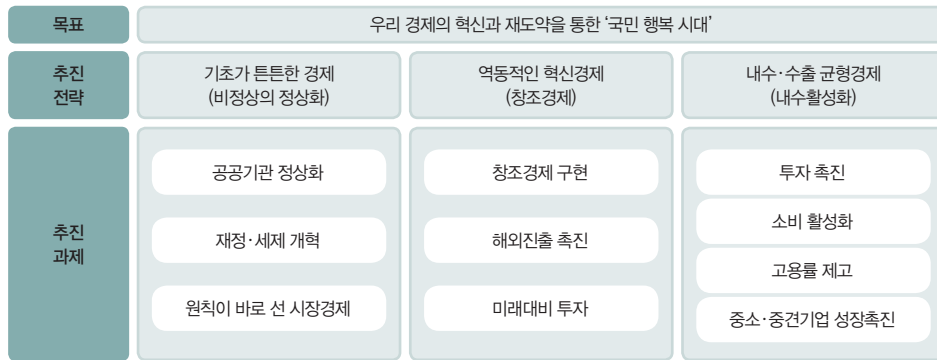 목표
우리 경제의 혁신과 재도약을 통한 ‘국민 행복 시대’
추진
전략
기초가 튼튼한 경제
(비정상의 정상화)
역동적인 혁신경제
(창조경제)
내수·수출 균형경제
(내수활성화)
추진
과제
공공기관 정상화
재정·세제 개혁
원칙이 바로 선 시장경제
창조경제 구현
해외진출 촉진
미래대비 투자
투자 촉진
소비 활성화
고용률 제고
중소·중견기업 성장촉진